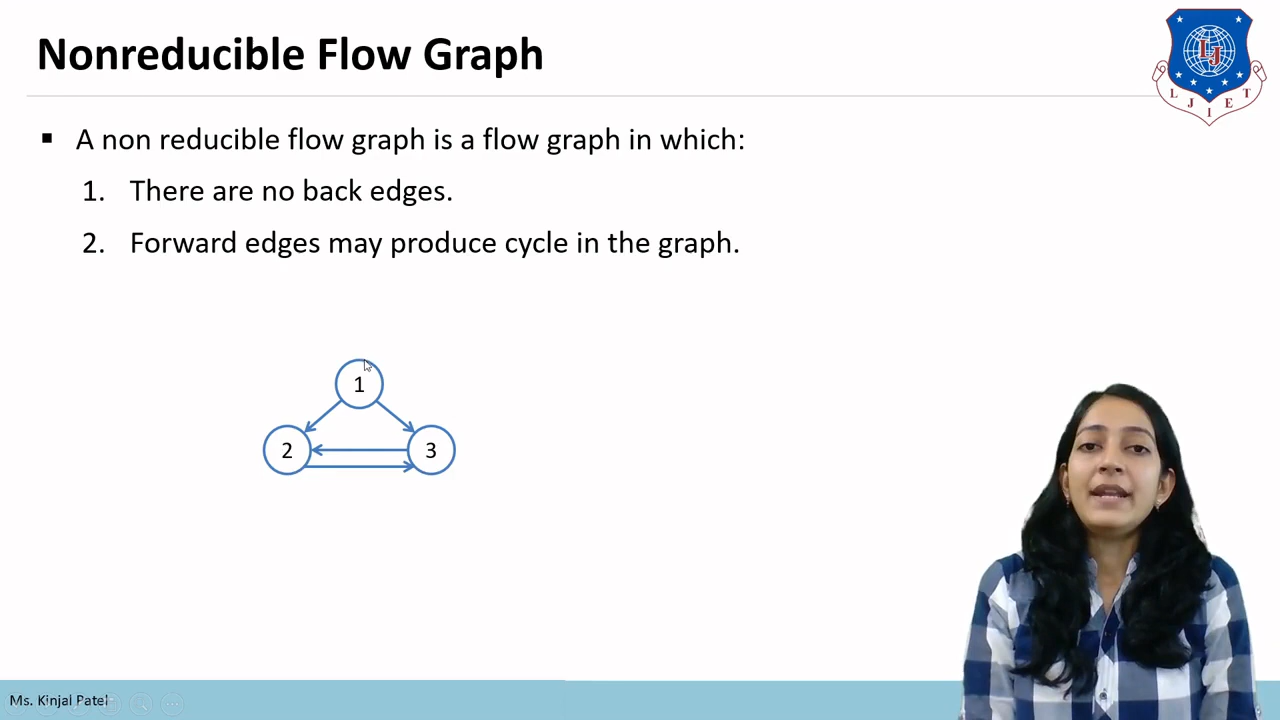 Nonreducible Flow Graph
LJ
L J I E T
▪ A non reducible flow graph is a flow graph in which:
1. There are no back edges.
2. Forward edges may produce cycle in the graph.
1
2
3
Ms. Kinjal Patel